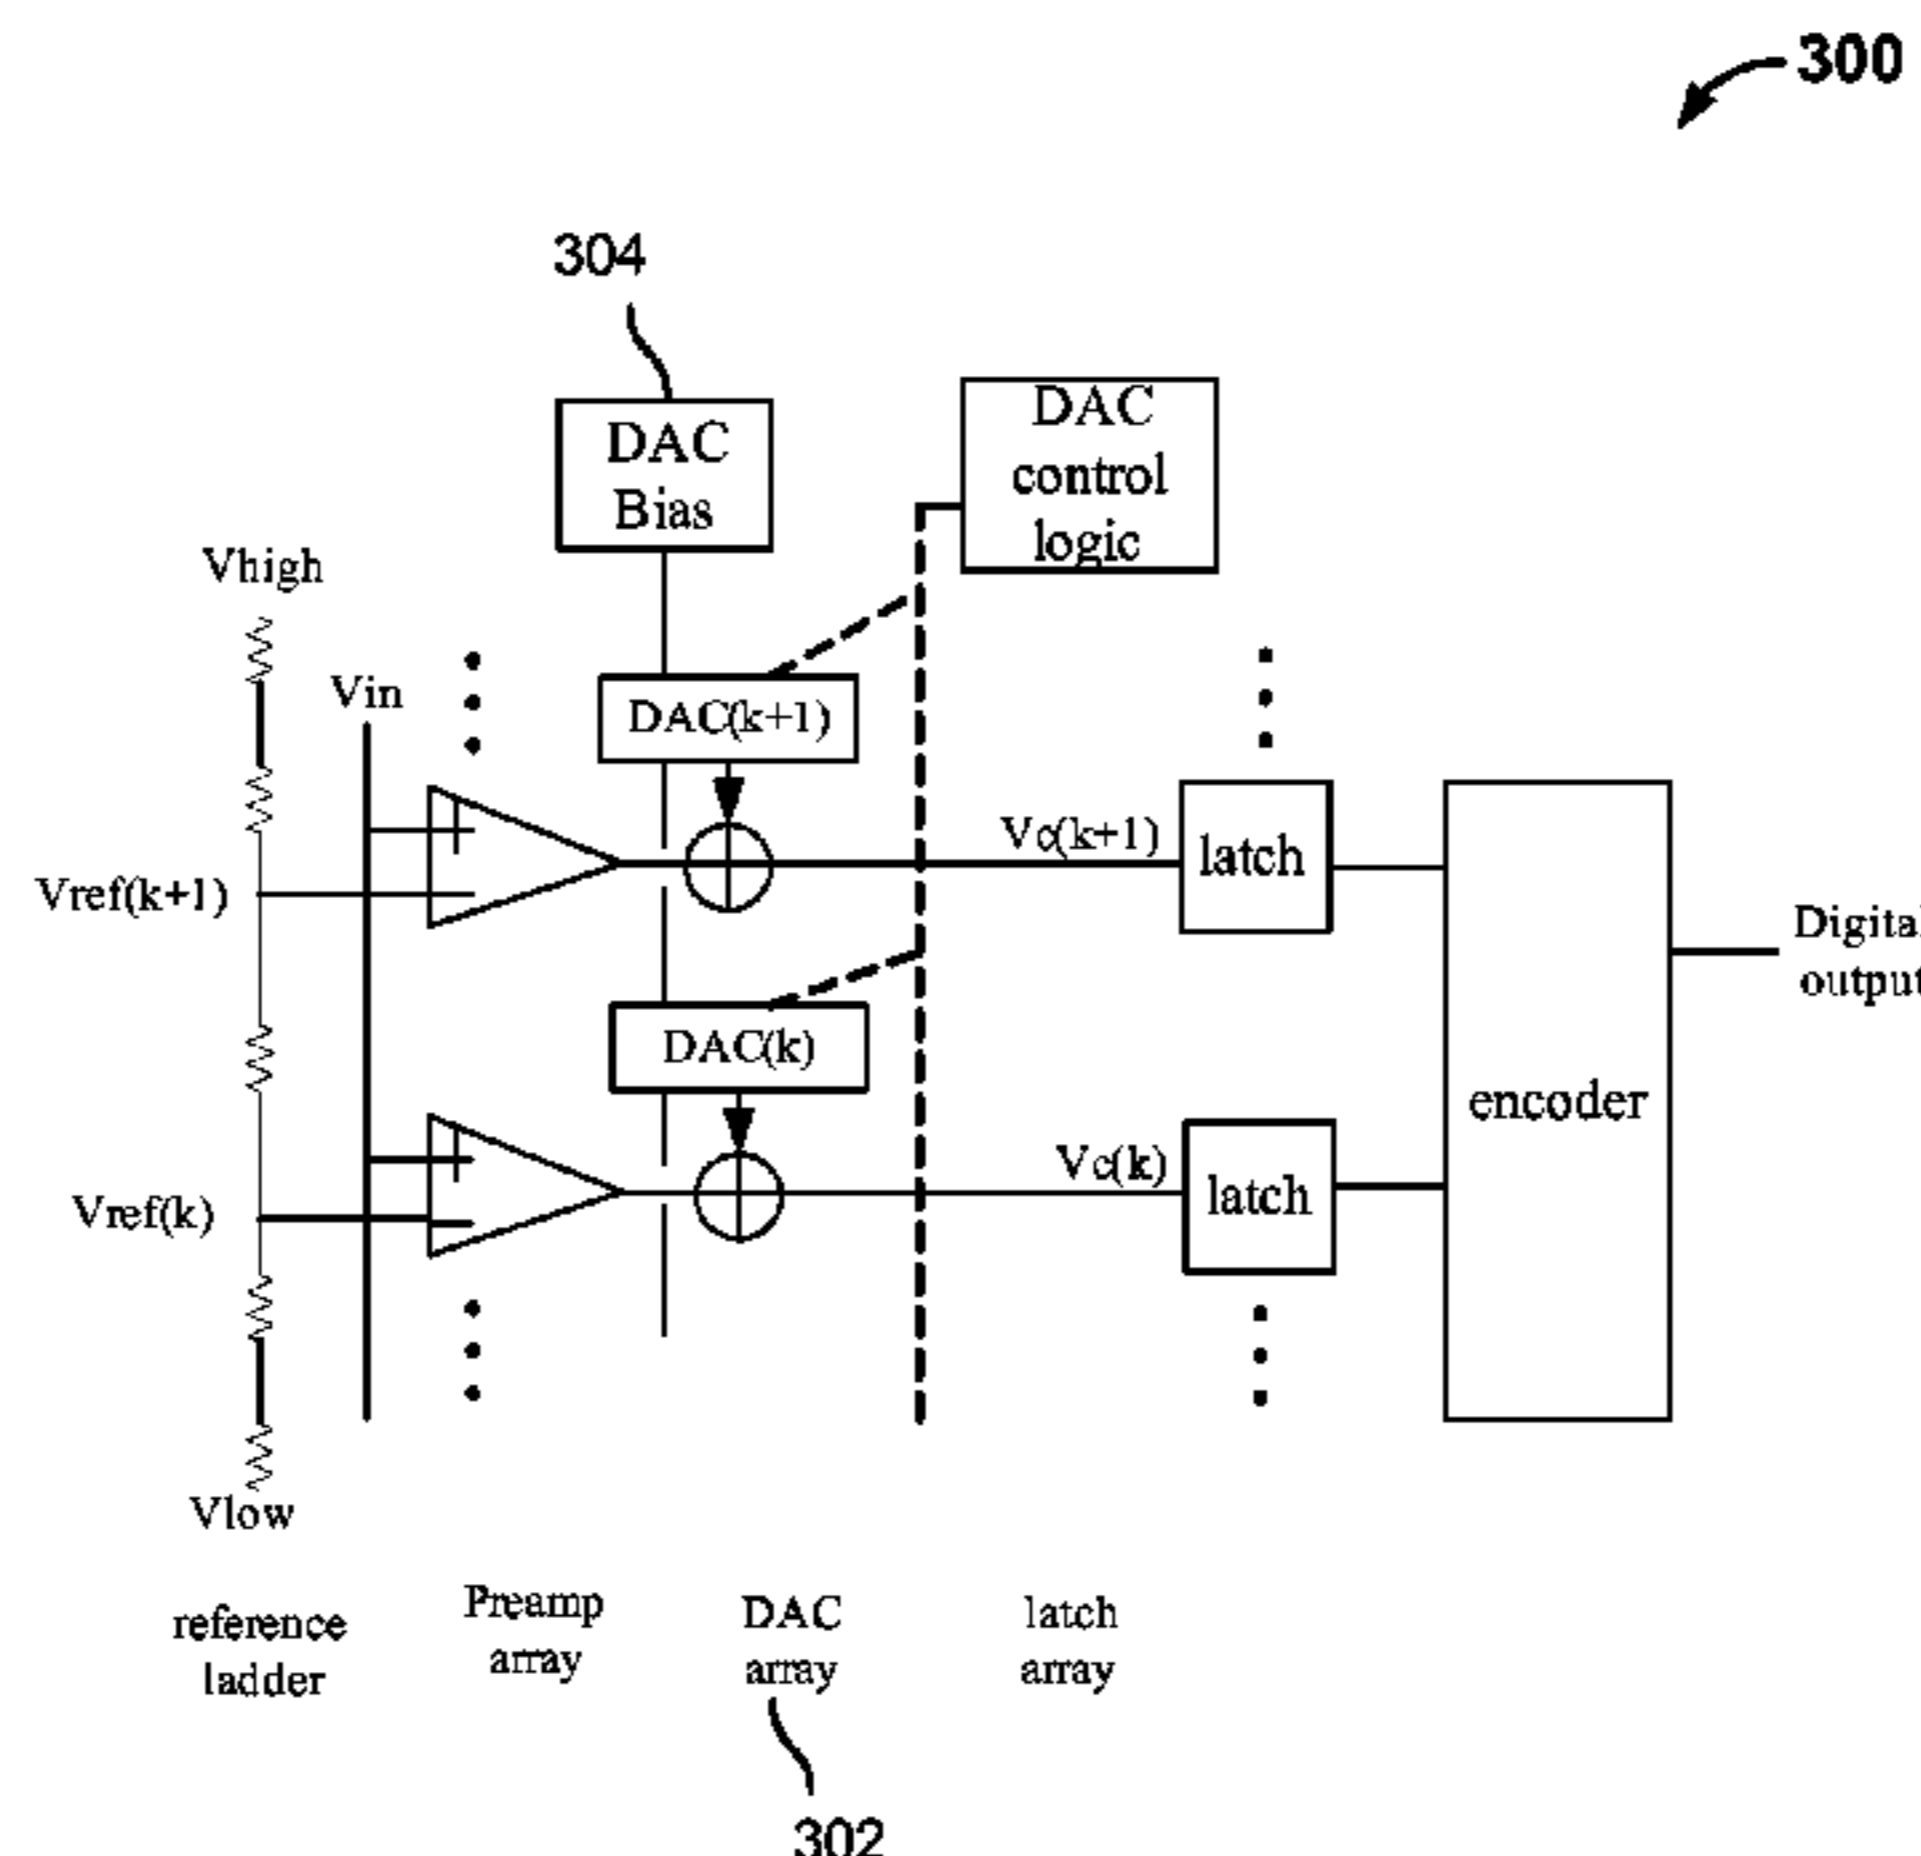 300
304
DAC
Bias
DAC
control
logic
Vhigh
Vin
DAC(k+1)
Vc(k+1)
latch
Vref(k+1)
Digital
output
DAC(k)
encoder
Vc(k)
latch
Vref(k)
Vlow
reference
ladder
Preamp
array
DAC
array
latch
array
302